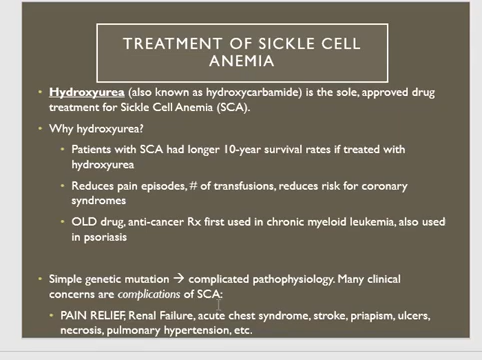 TREATMENT OF SICKLE CELL
ANEMIA
• Hydroxyurea (also known as hydroxycarbamide) is the sole, approved drug
treatment for Sickle Cell Anemia (SCA).
• Why hydroxyurea?
• Patients with SCA had longer 10-year survival rates if treated with
hydroxyurea
• Reduces pain episodes, # of transfusions, reduces risk for coronary
syndromes
• OLD drug, anti-cancer Rx first used in chronic myeloid leukemia, also used
in psoriasis
• Simple genetic mutation → complicated pathophysiology. Many clinical
concerns are complications of SCA:
• PAIN RELIEF, Renal Failure, acute chest syndrome, stroke, priapism, ulcers,
necrosis, pulmonary hypertension, etc.